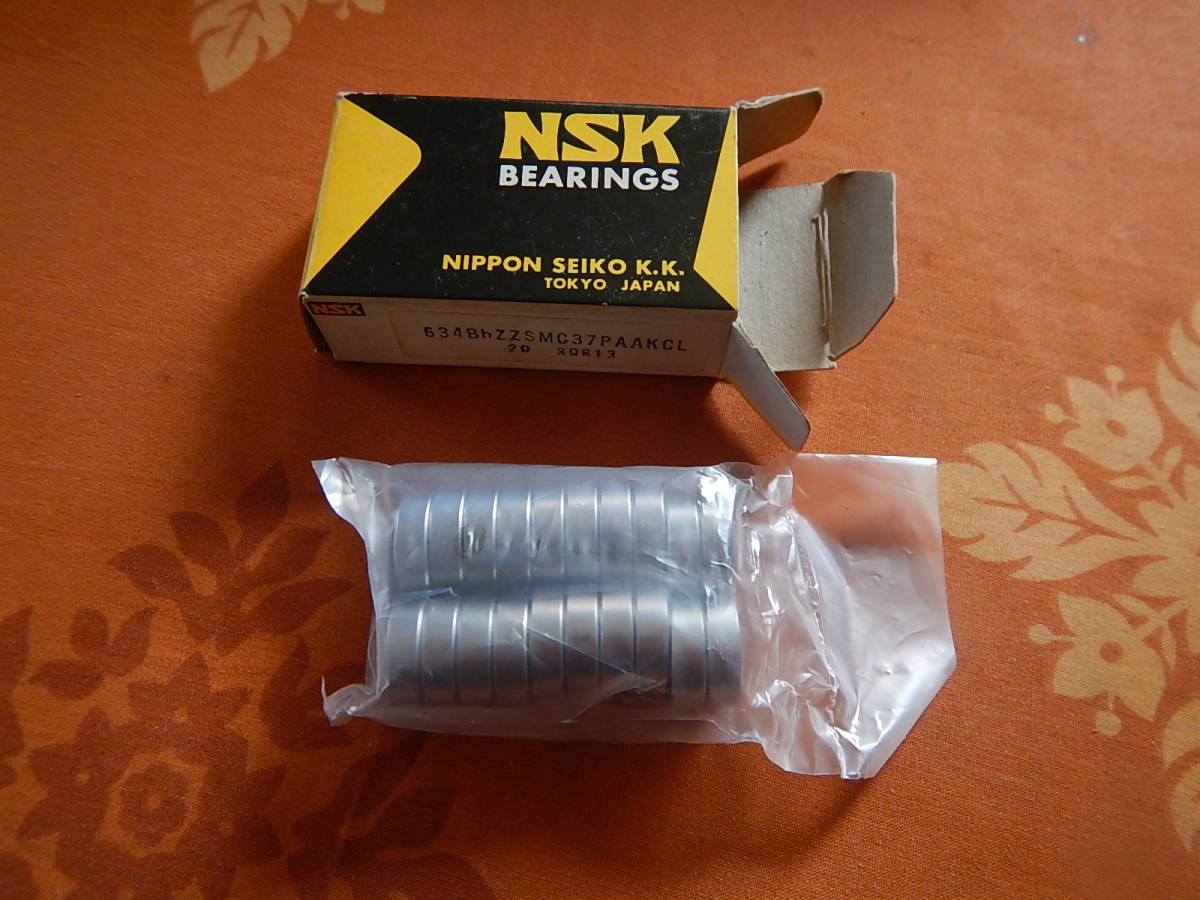 NSK
BEARINGS
NIPPON SEIKO K.K.
TOKYO JAPAN
NSK
634BhZZSMC37PAAKCL
20 30613